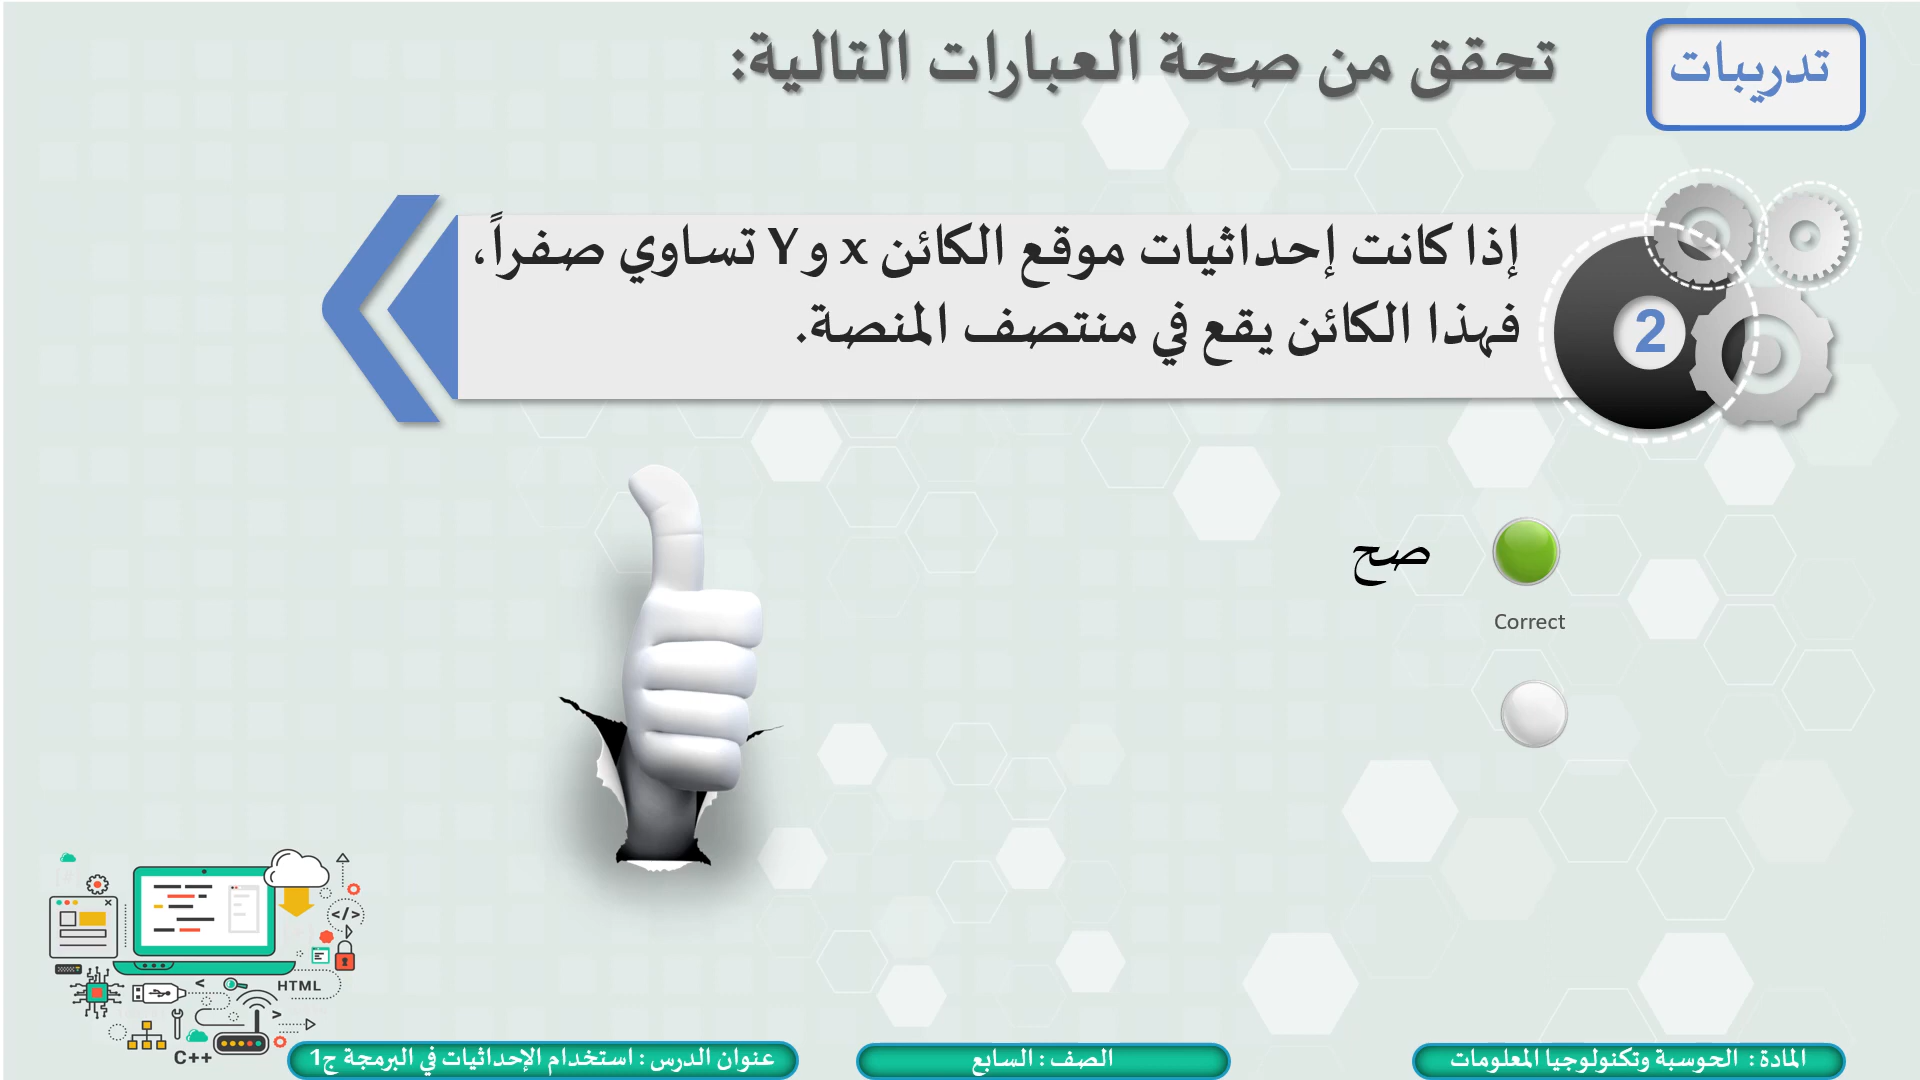 تدريبات
تحقق من صحة العبارات التالية:
2
إذا كانت إحداثيات موقع الكائن x وY تساوي صفراً،
فهذا الكائن يقع في منتصف المنصة.
صح
Correct
</>
HTML
C++
المادة : الحوسبة وتكنولوجيا المعلومات
الصف : السابع
عنوان الدرس : استخدام الإحداثيات في البرمجة ج1